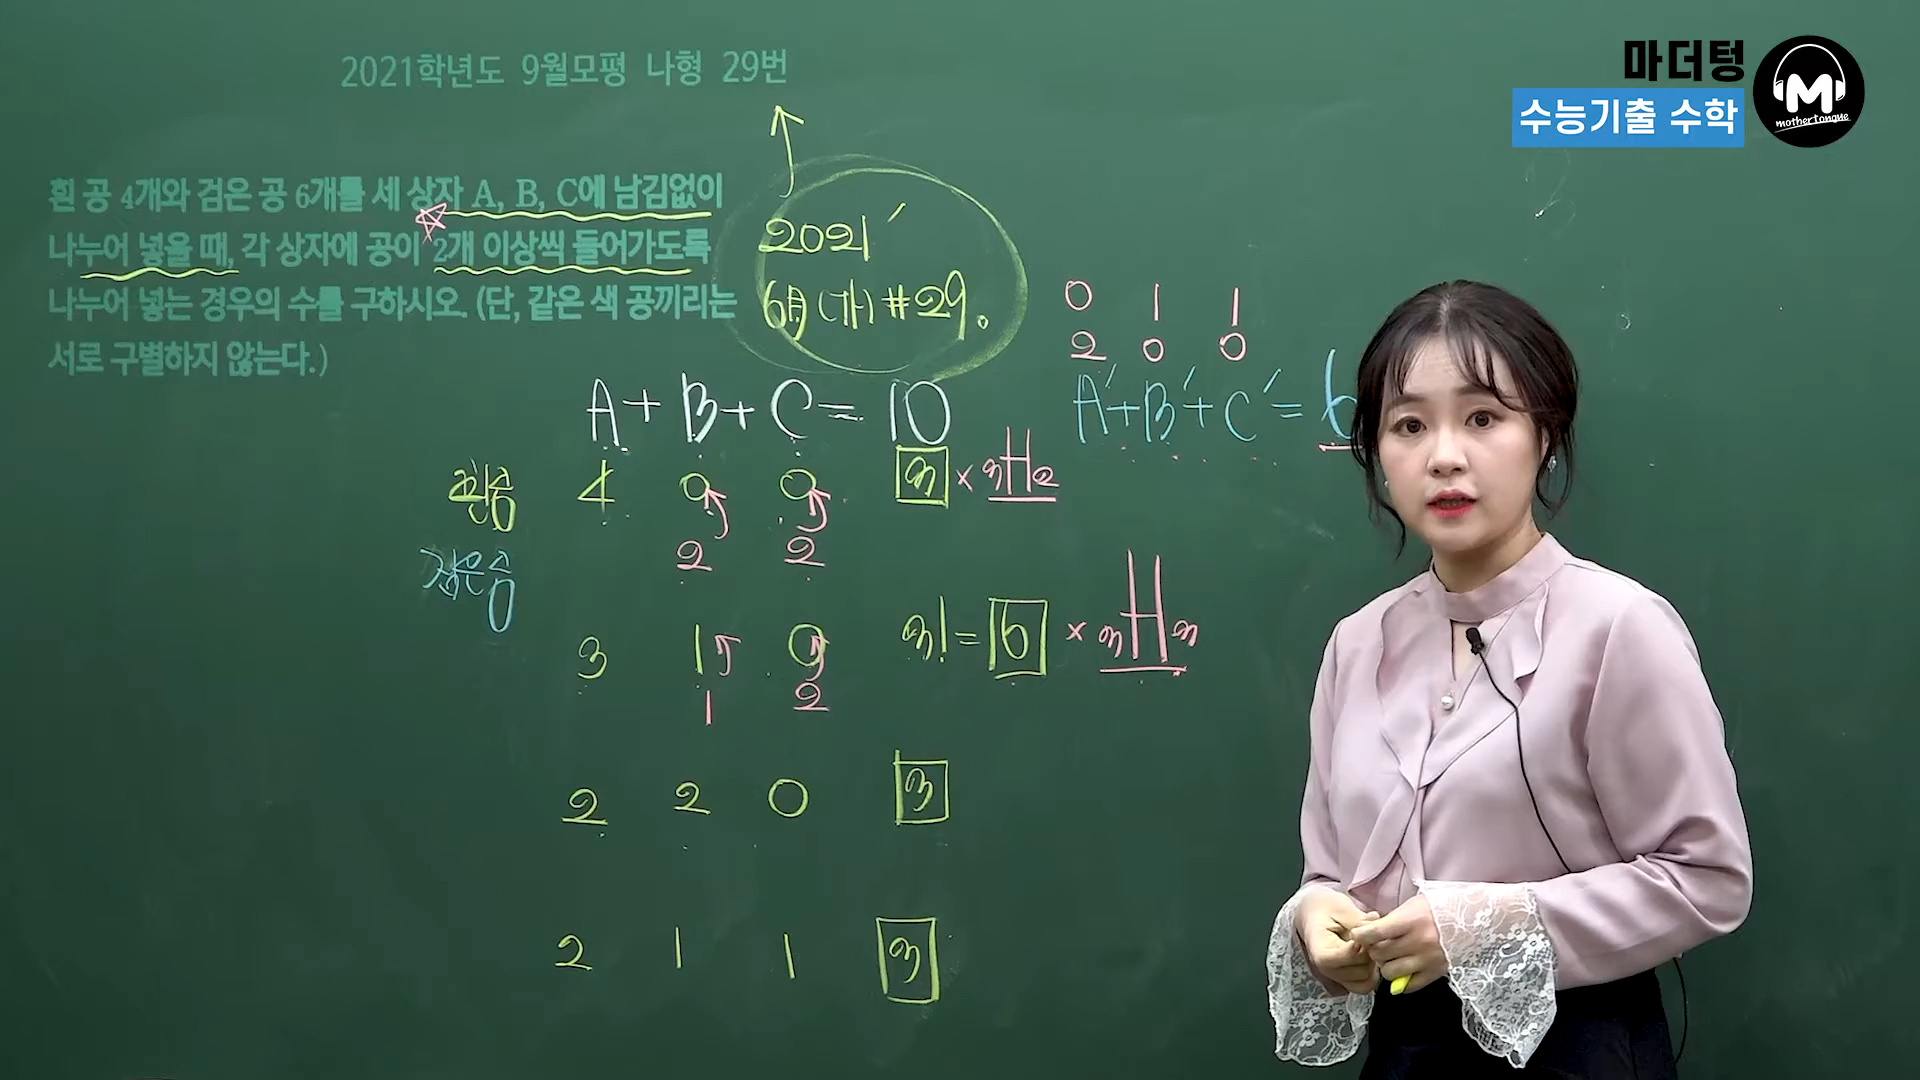 2021학년도 9월모평 나형 29번
마더텅
수능기출 수학
M
mothertongue
흰 공 4개와 검은 공 6개를 세 상자 A, B, C에 남김없이
나누어 넣을 때, 각 상자에 공이 2개 이상씩 들어가도록
나누어 넣는 경우의 수를 구하시오. (단, 같은 색 공끼리는
서로 구별하지 않는다.)
2021′
6月 (가) #29.
0 1 1
2 0 0
A + B + C = 10
A′+B′+C′= 6
흰공 4 0 0 3 × 3H2
2 2
검은공
3 1 0 3! = 6 × 3H3
1 2
2 2 0 3
2 1 1 3